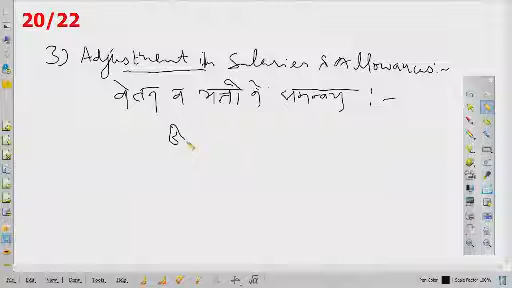 20/22
3) Adjustment in Salaries & Allowances:-
वेतन व भत्तों में समन्वय :-
B